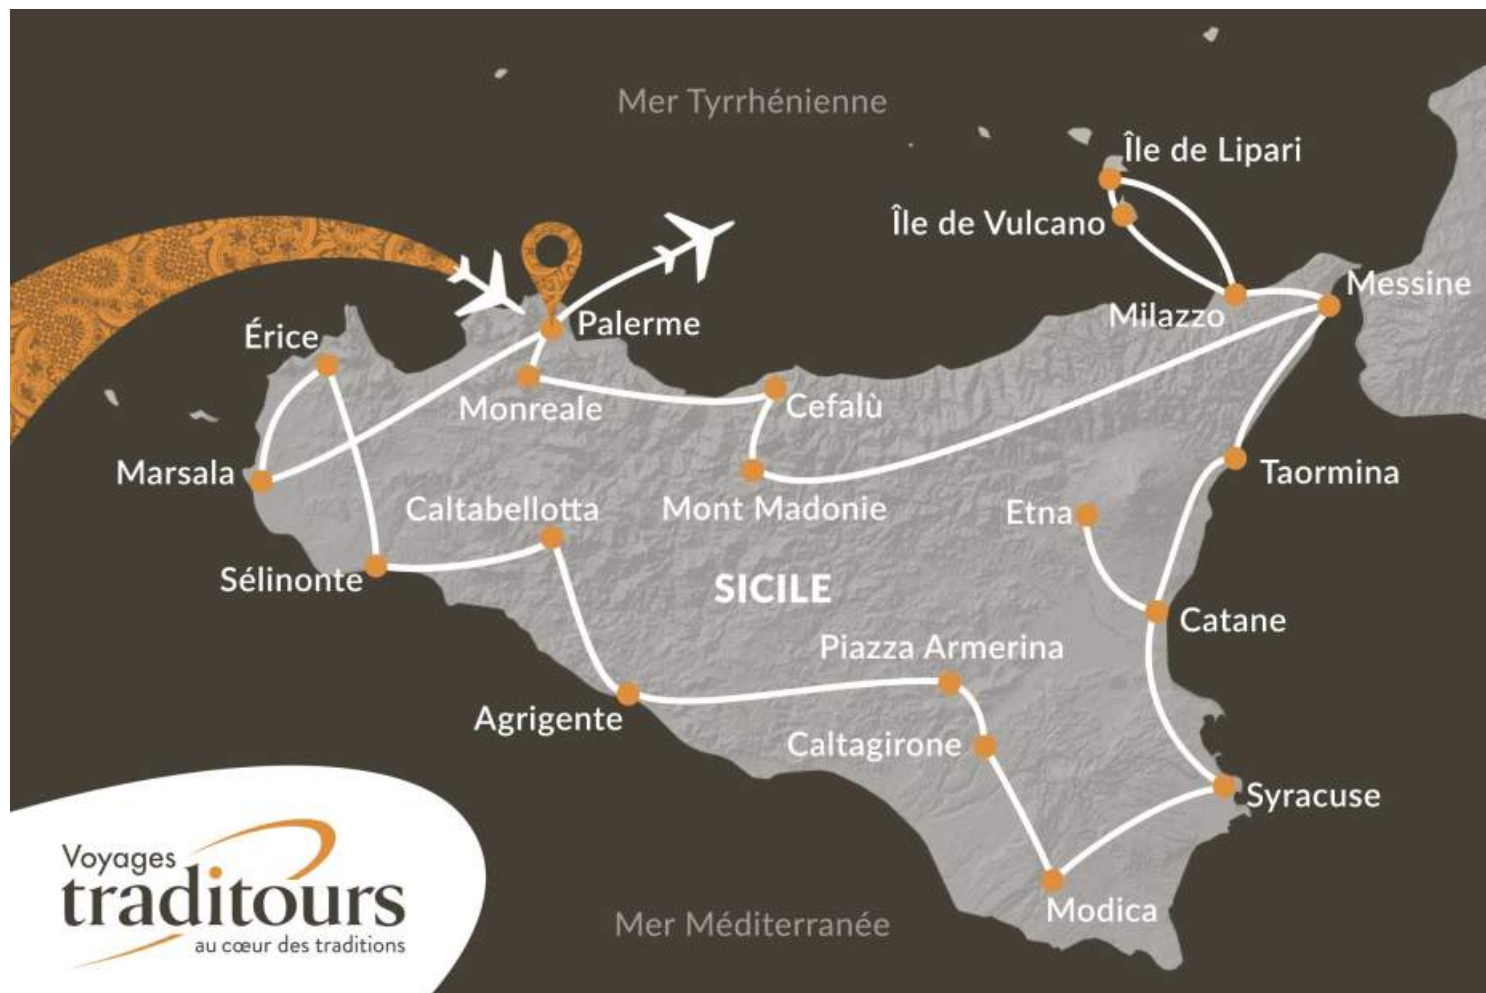 Mer Tyrrhénienne
Île de Lipari
Île de Vulcano
Messine
Milazzo
Palerme
Érice
Monreale
Cefalù
Marsala
Taormina
Caltabellotta
Mont Madonie
Etna
Sélinonte
SICILE
Catane
Piazza Armerina
Agrigente
Caltagirone
Syracuse
Modica
Mer Méditerranée
Voyages
traditours
au cœur des traditions